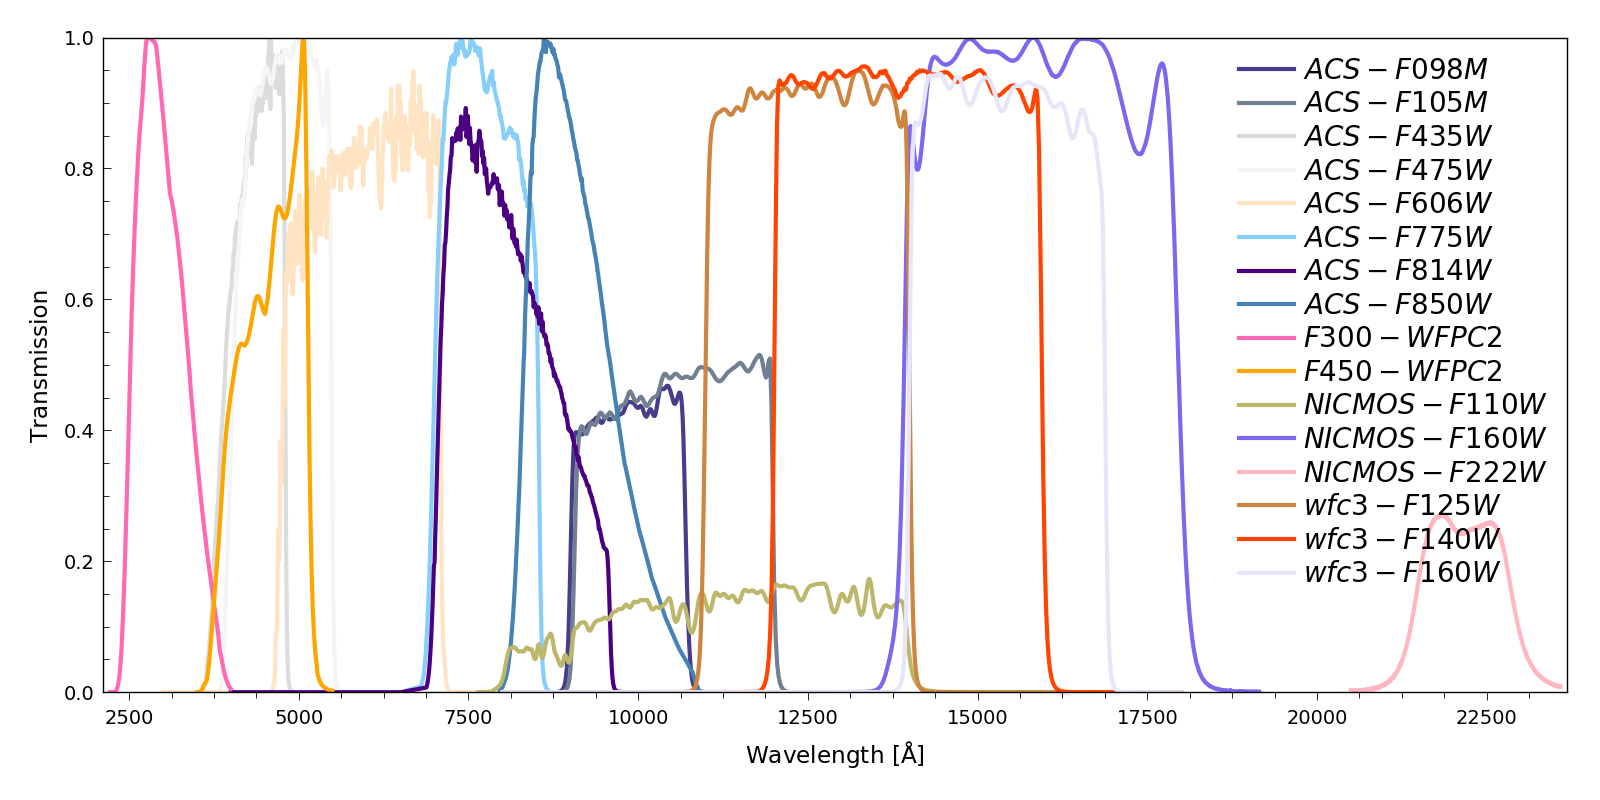 1.0
0.8
0.6
0.4
0.2
0.0
Transmission
2500 5000 7500 10000 12500 15000 17500 20000 22500
Wavelength [Å]
ACS − F098M
ACS − F105M
ACS − F435W
ACS − F475W
ACS − F606W
ACS − F775W
ACS − F814W
ACS − F850W
F300 − WFPC2
F450 − WFPC2
NICMOS − F110W
NICMOS − F160W
NICMOS − F222W
wfc3 − F125W
wfc3 − F140W
wfc3 − F160W